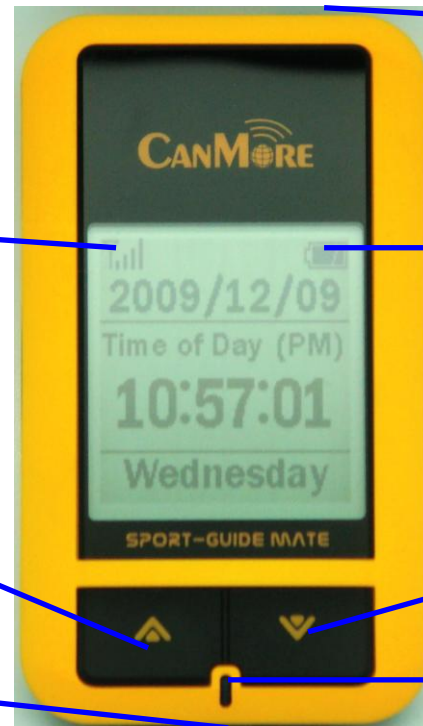 CANMORE
2009/12/09
Time of Day (PM)
10:57:01
Wednesday
SPORT-GUIDE MATE